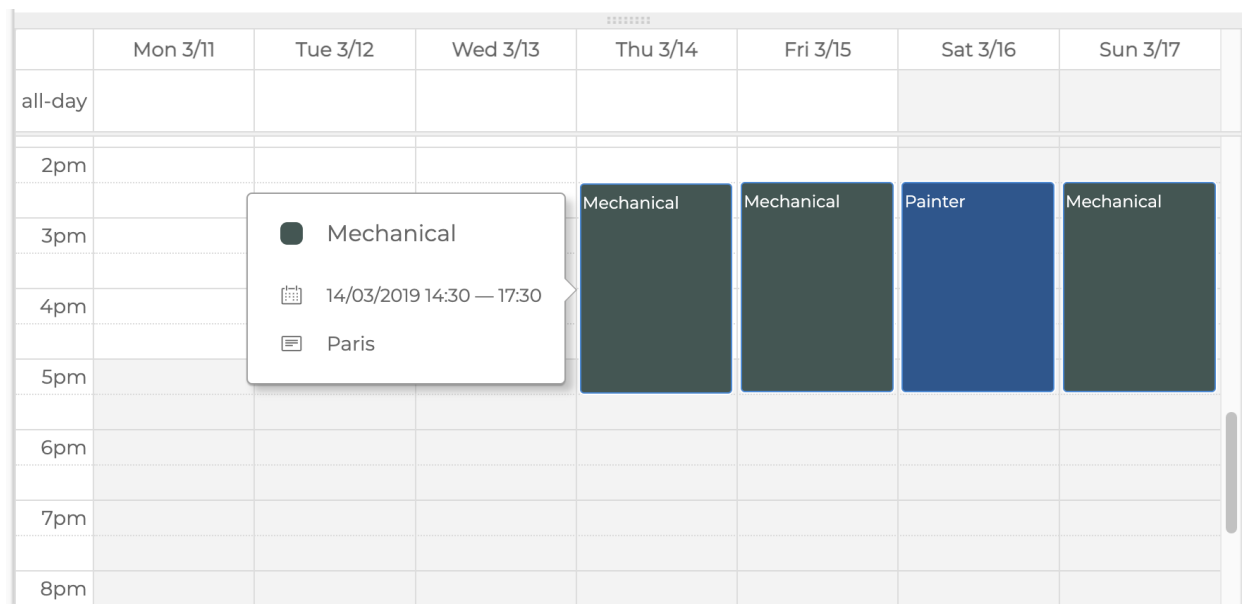 Mon 3/11 Tue 3/12 Wed 3/13 Thu 3/14 Fri 3/15 Sat 3/16 Sun 3/17
all-day
2pm
Mechanical Mechanical Painter Mechanical
Mechanical
3pm
14/03/2019 14:30 — 17:30
4pm
Paris
5pm
6pm
7pm
8pm